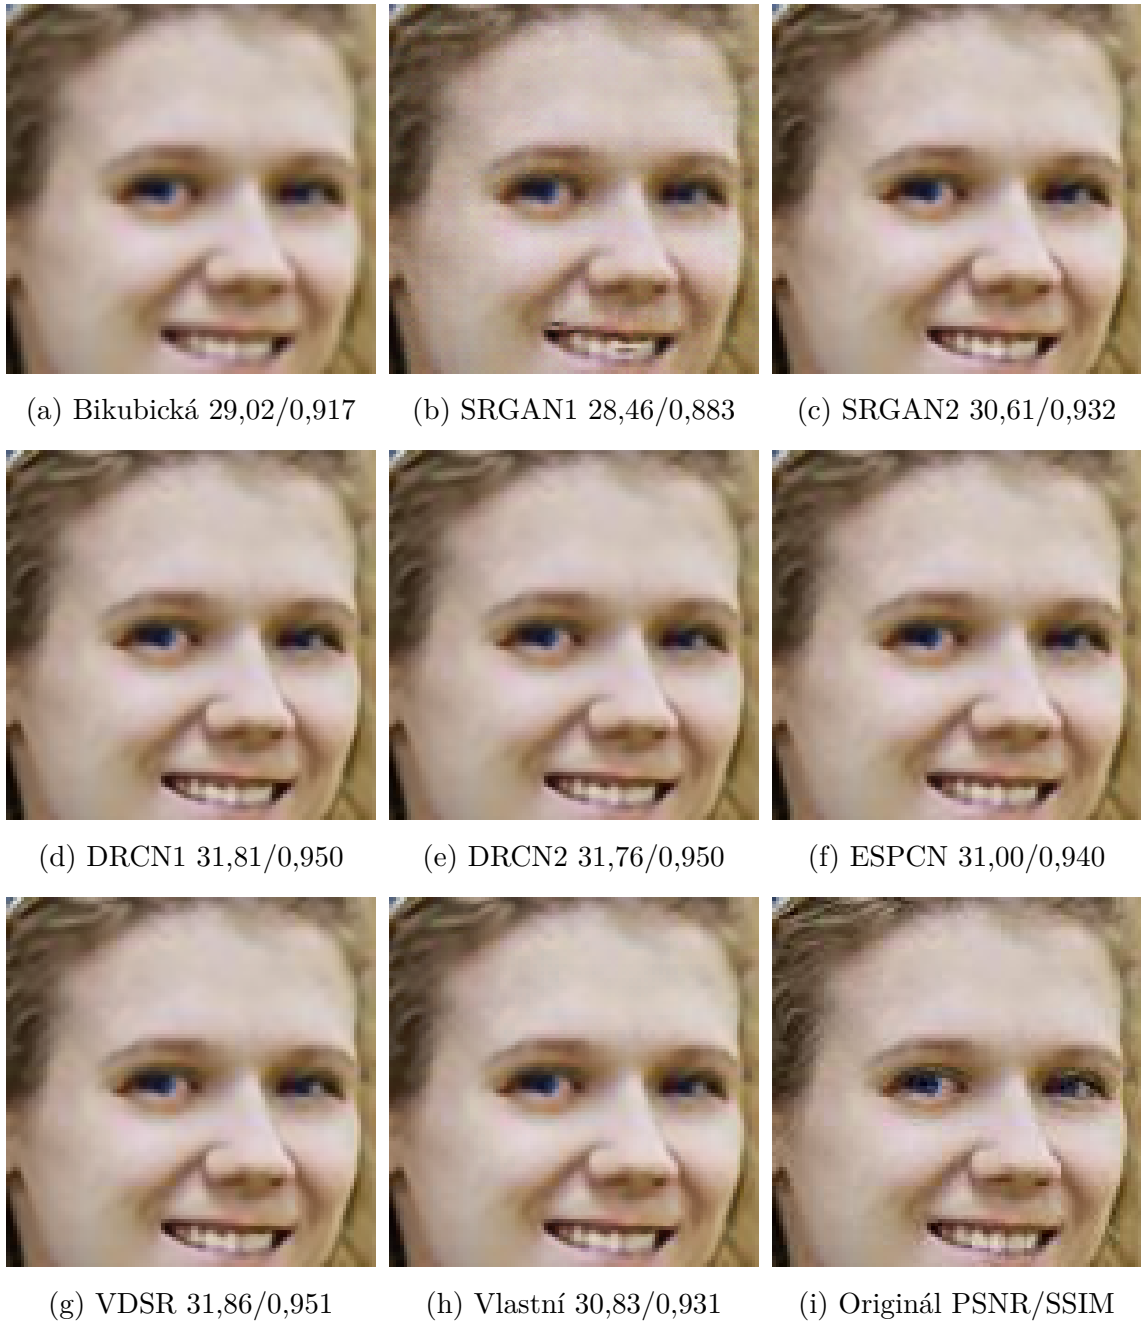 (a) Bikubická 29,02/0,917
(b) SRGAN1 28,46/0,883
(c) SRGAN2 30,61/0,932
(d) DRCN1 31,81/0,950
(e) DRCN2 31,76/0,950
(f) ESPCN 31,00/0,940
(g) VDSR 31,86/0,951
(h) Vlastní 30,83/0,931
(i) Originál PSNR/SSIM